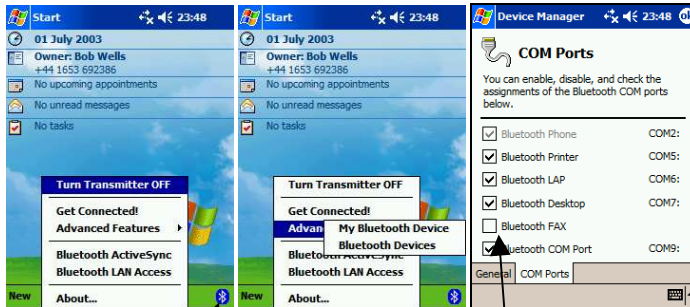 Start 23:48
01 July 2003
Owner: Bob Wells
+44 1653 692386
No upcoming appointments
No unread messages
No tasks
Turn Transmitter OFF
Get Connected!
Advanced Features
Bluetooth ActiveSync
Bluetooth LAN Access
New About...
Start 23:48
01 July 2003
Owner: Bob Wells
+44 1653 692386
No upcoming appointments
No unread messages
No tasks
Turn Transmitter OFF
Get Connected!
Advan My Bluetooth Device
Bluetooth Devices
Bluetooth ActiveSync
Bluetooth LAN Access
New About...
Device Manager 23:48 ok
COM Ports
You can enable, disable, and check the
assignments of the Bluetooth COM ports
below.
Bluetooth Phone COM2:
Bluetooth Printer COM5:
Bluetooth LAP COM6:
Bluetooth Desktop COM7:
Bluetooth FAX
Bluetooth COM Port COM9:
General COM Ports